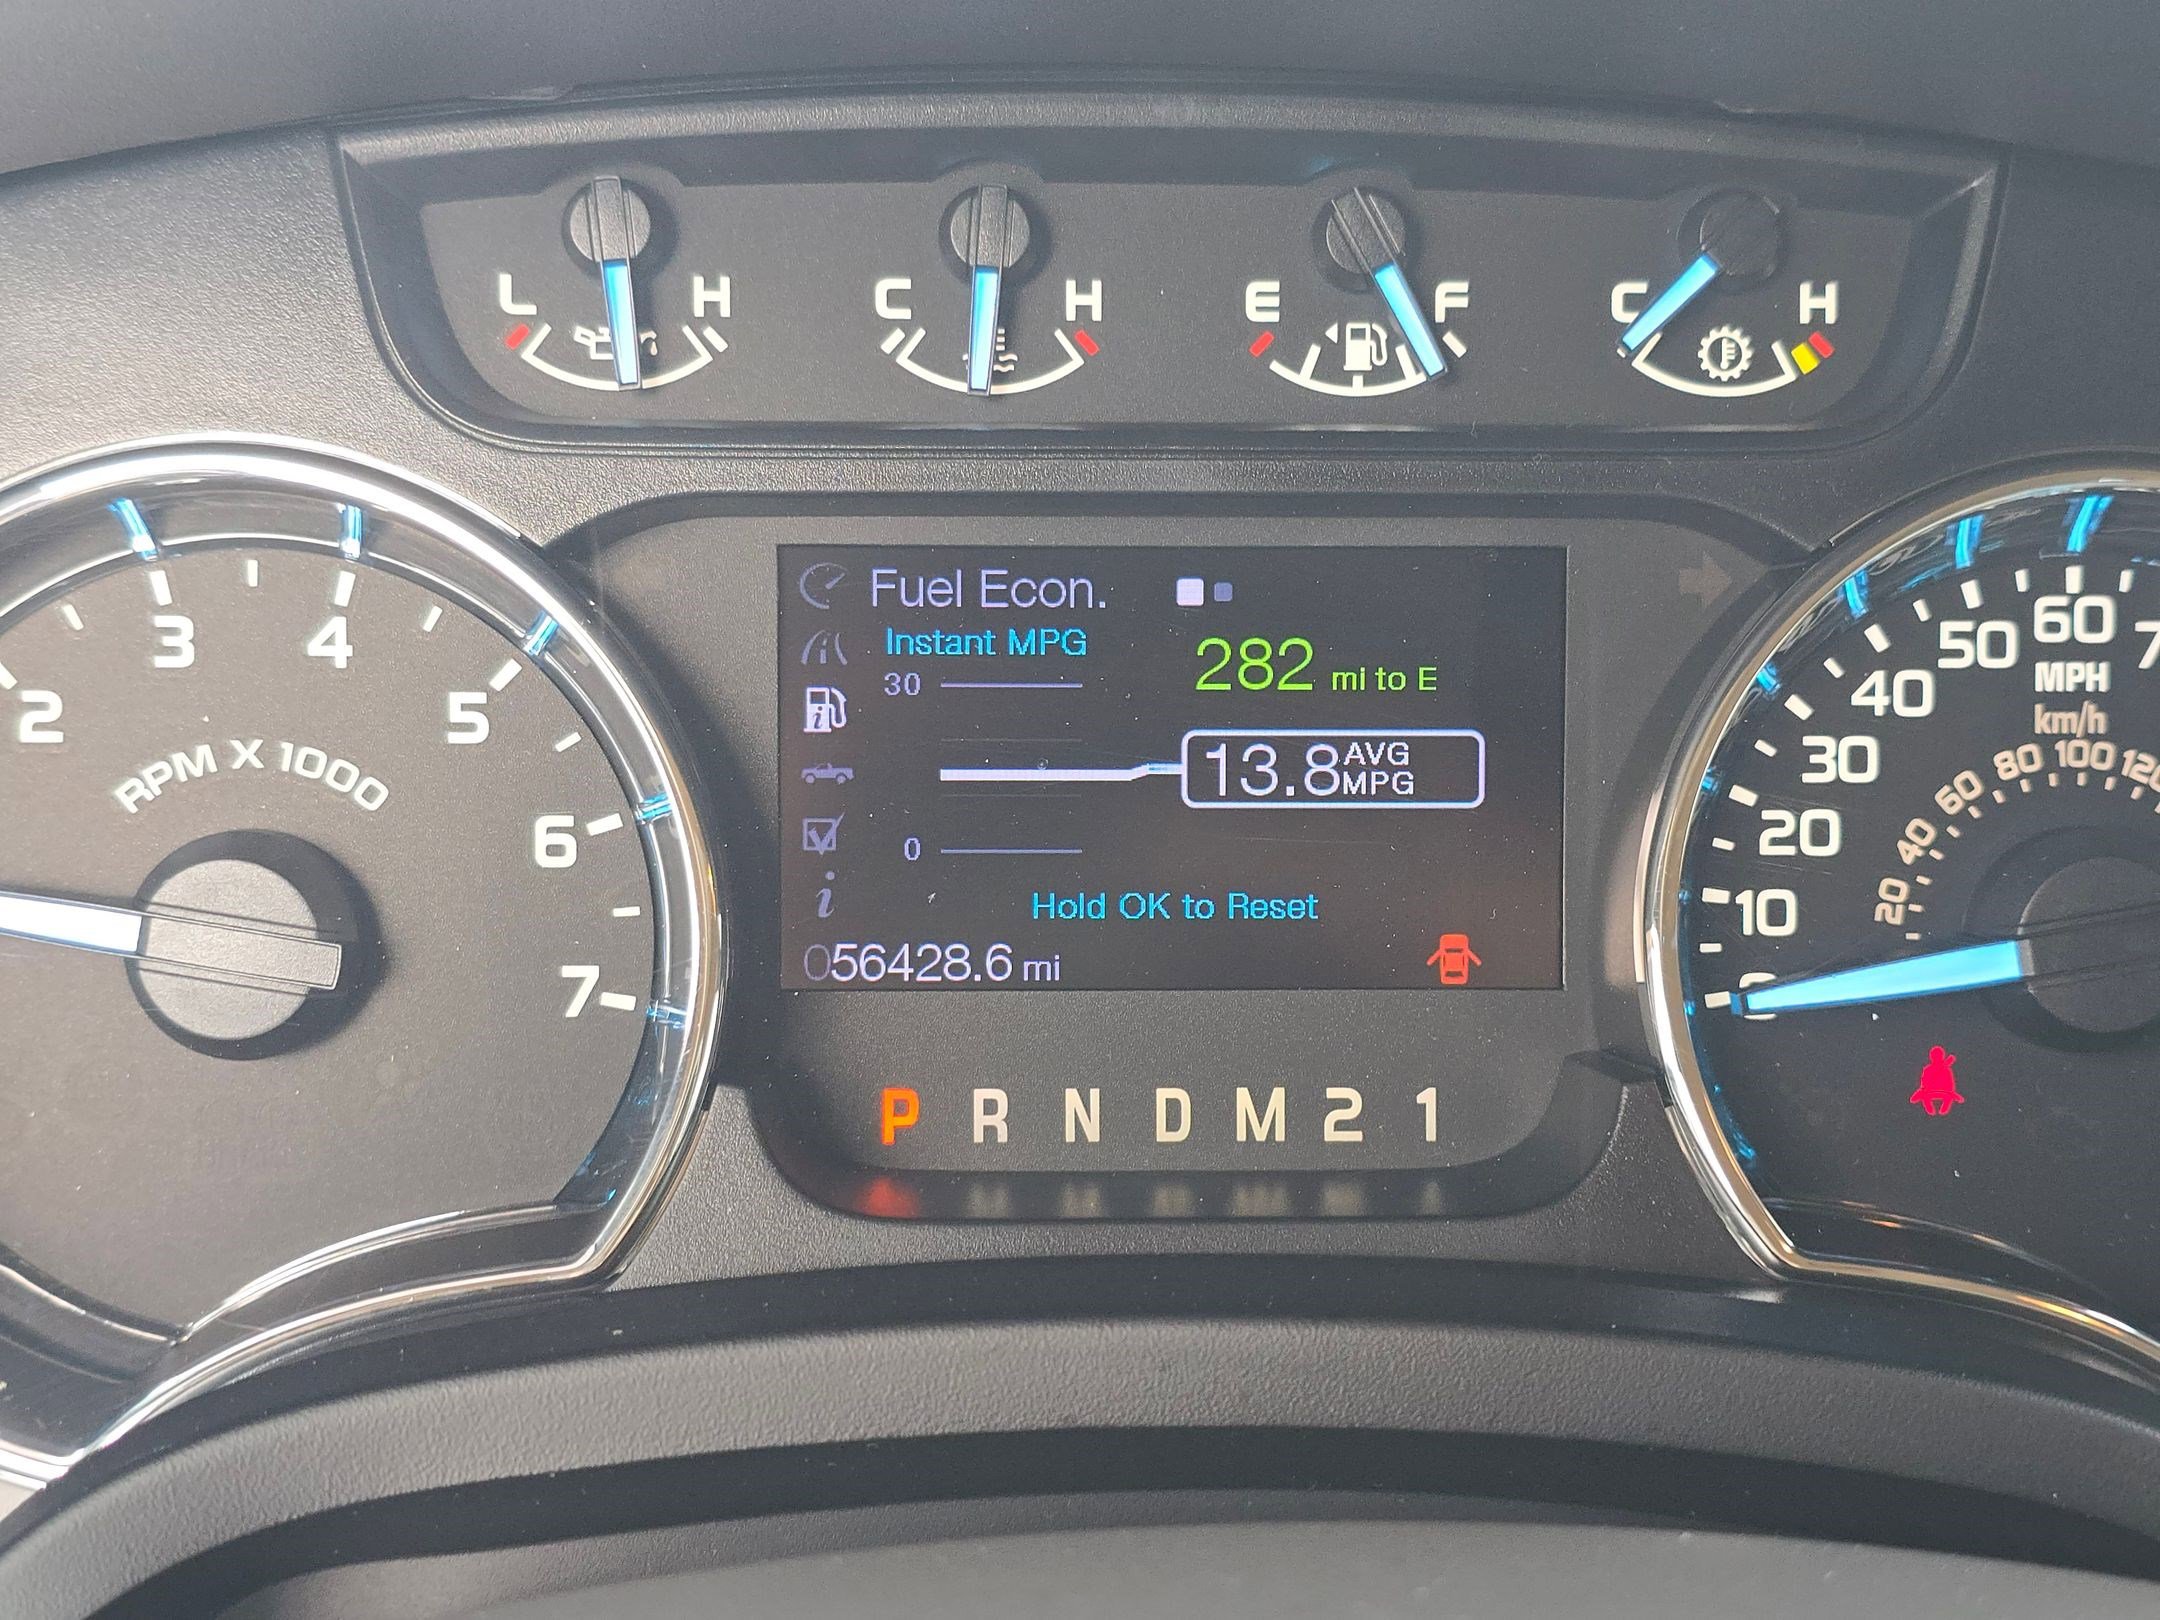 L H C H E F C H
2 3 4 5 6 7
RPM X 1000
Fuel Econ.
Instant MPG
282 mi to E
30
13.8 AVG MPG
0
Hold OK to Reset
056428.6 mi
P R N D M 2 1
10 20 30 40 50 60
MPH
km/h
20 40 60 80 100 120